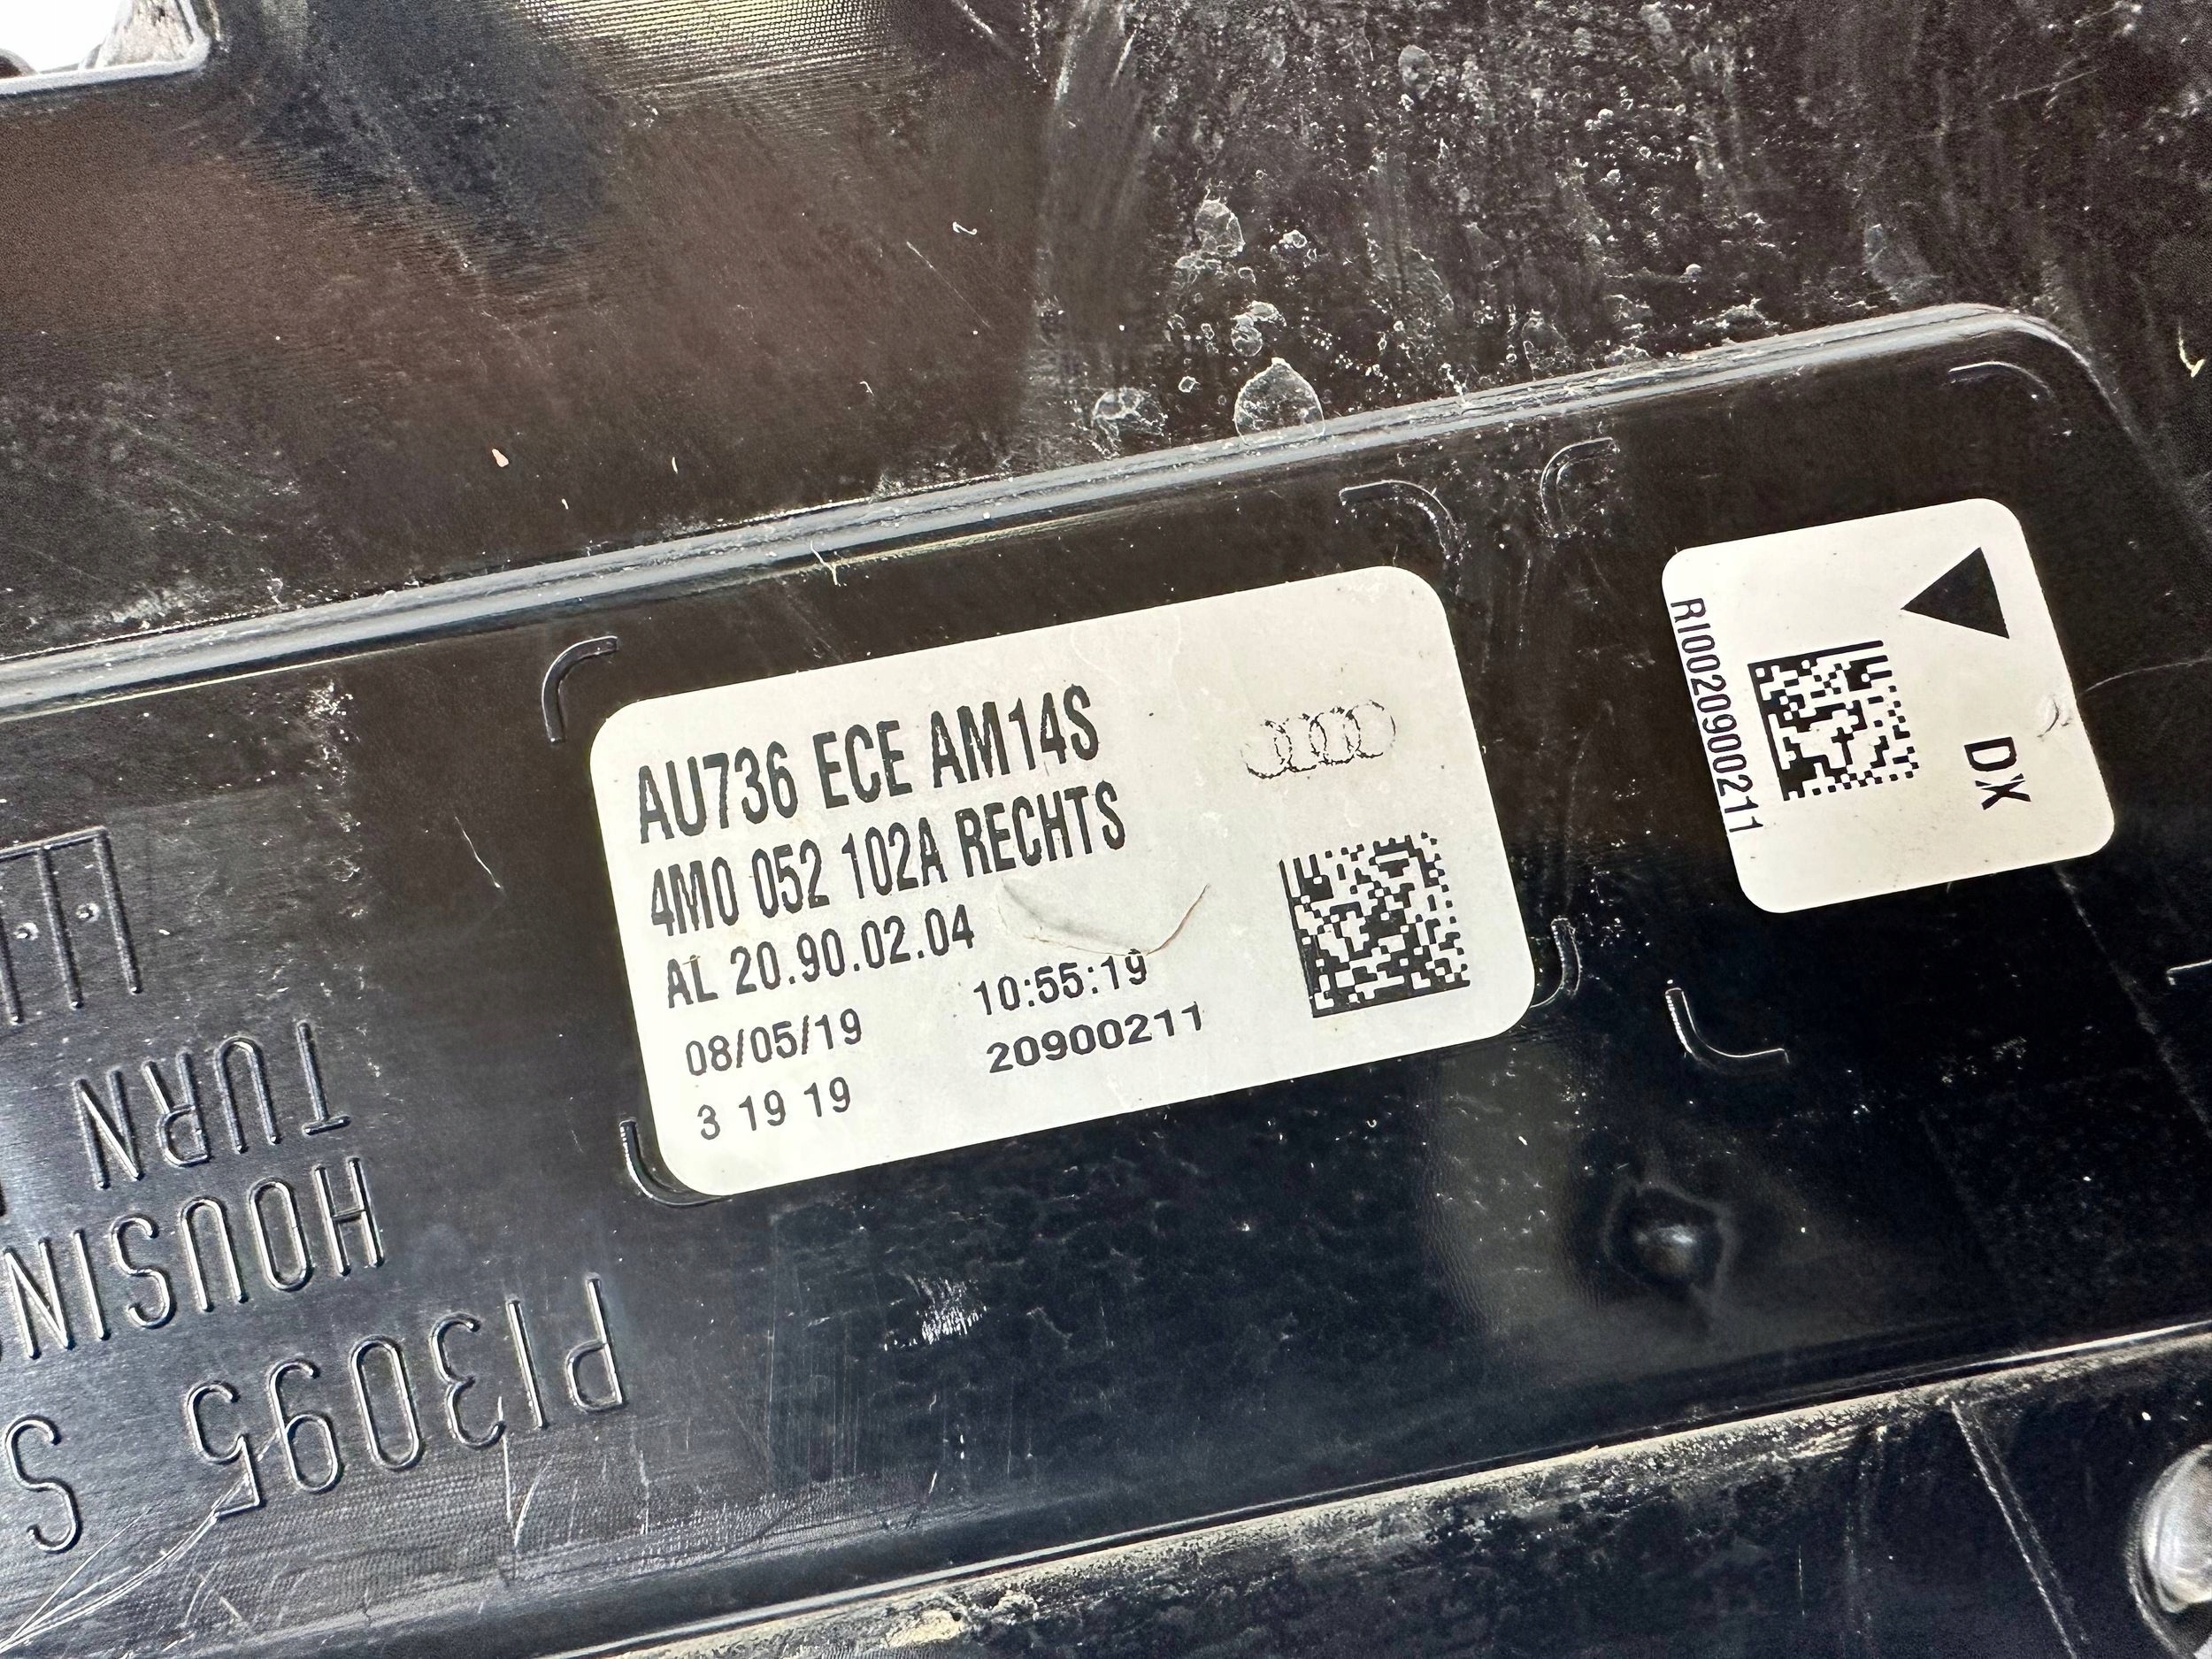 AU736 ECE AM14S
4M0 052 102A RECHTS
AL 20.90.02.04
08/05/19 10:55:19
3 19 19 20900211
DX
RI0020900211
PI3095 S
HOUSIN
TURN